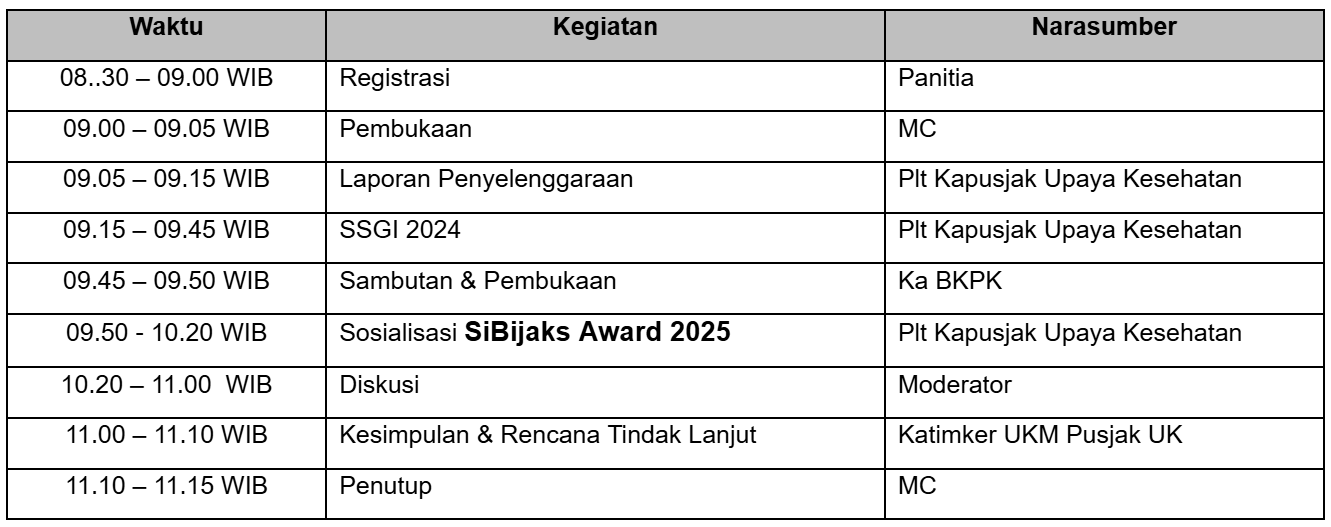 Waktu Kegiatan Narasumber
08..30 – 09.00 WIB Registrasi Panitia
09.00 – 09.05 WIB Pembukaan MC
09.05 – 09.15 WIB Laporan Penyelenggaraan Plt Kapusjak Upaya Kesehatan
09.15 – 09.45 WIB SSGI 2024 Plt Kapusjak Upaya Kesehatan
09.45 – 09.50 WIB Sambutan & Pembukaan Ka BKPK
09.50 - 10.20 WIB Sosialisasi SiBijaks Award 2025 Plt Kapusjak Upaya Kesehatan
10.20 – 11.00  WIB Diskusi Moderator
11.00 – 11.10 WIB Kesimpulan & Rencana Tindak Lanjut Katimker UKM Pusjak UK
11.10 – 11.15 WIB Penutup MC